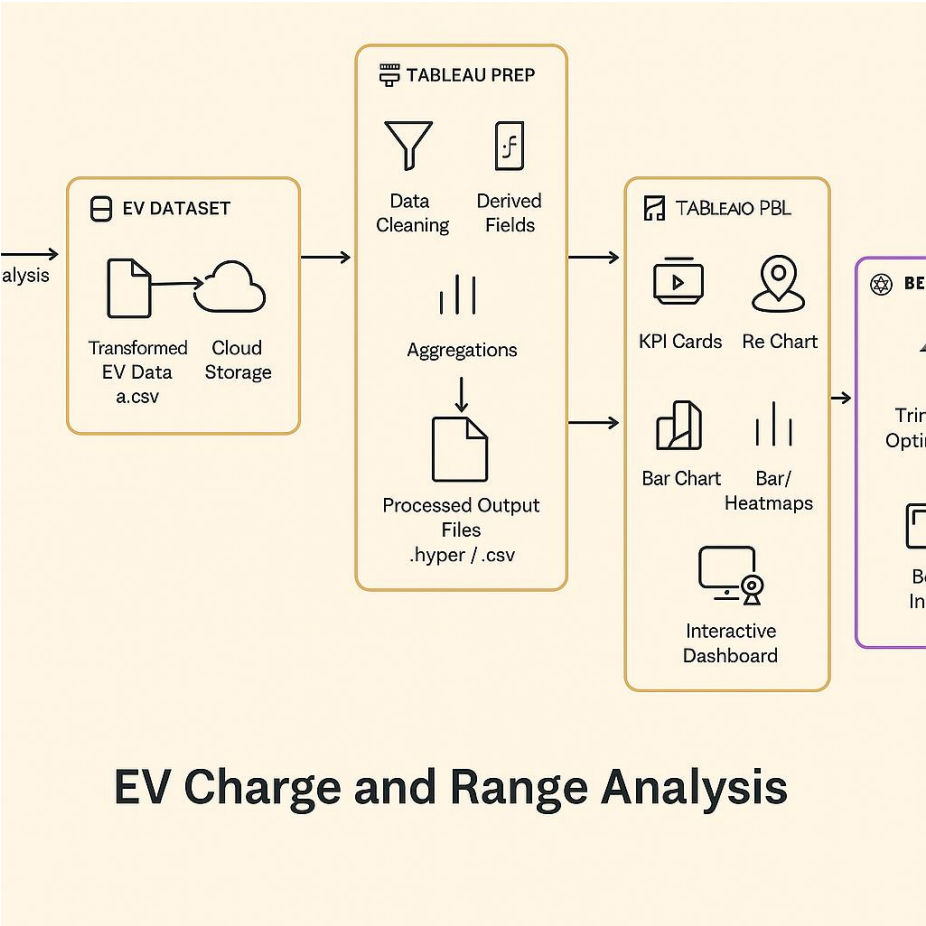 alysis
EV DATASET
Transformed
EV Data
a.csv
Cloud
Storage
TABLEAU PREP
Data
Cleaning
Derived
Fields
Aggregations
Processed Output
Files
.hyper / .csv
TABLEAIO PBL
KPI Cards
Re Chart
Bar Chart
Bar/
Heatmaps
Interactive
Dashboard
BE
Trin
Optin
Be
In
EV Charge and Range Analysis